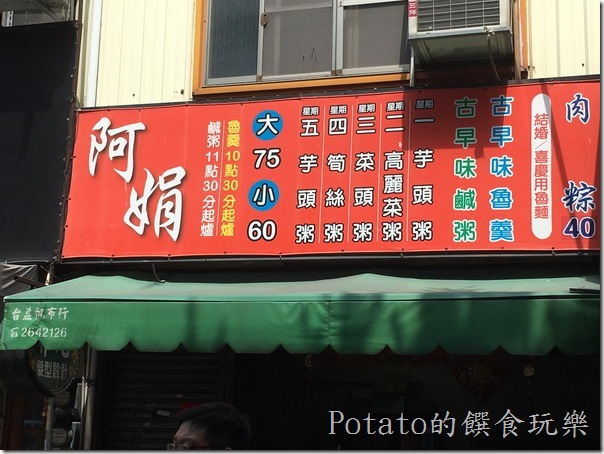 肉粽40
結婚/喜慶用魯麵
古早味魯羹
古早味鹹粥
星期一芋頭粥
星期二高麗菜粥
星期三菜頭粥
星期四筍絲粥
星期五芋頭粥
大75小60
魯羹10點30分起爐
鹹粥11點30分起爐
阿娟
台益帆布行
☎2642126
髮型設計
Potato的饌食玩樂